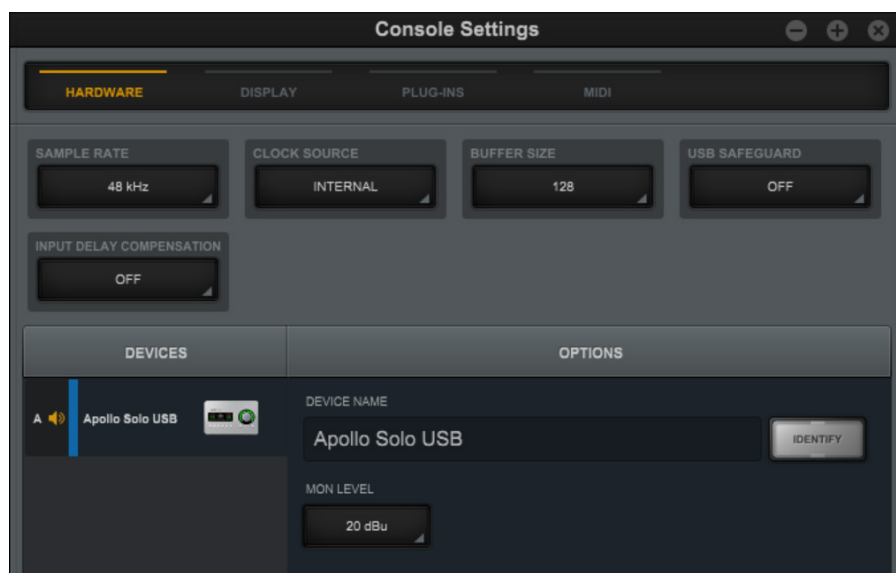 Console Settings
HARDWARE DISPLAY PLUG-INS MIDI
SAMPLE RATE CLOCK SOURCE BUFFER SIZE USB SAFEGUARD
48 kHz INTERNAL 128 OFF
INPUT DELAY COMPENSATION
OFF
DEVICES OPTIONS
DEVICE NAME
A Apollo Solo USB
Apollo Solo USB IDENTIFY
MON LEVEL
20 dBu